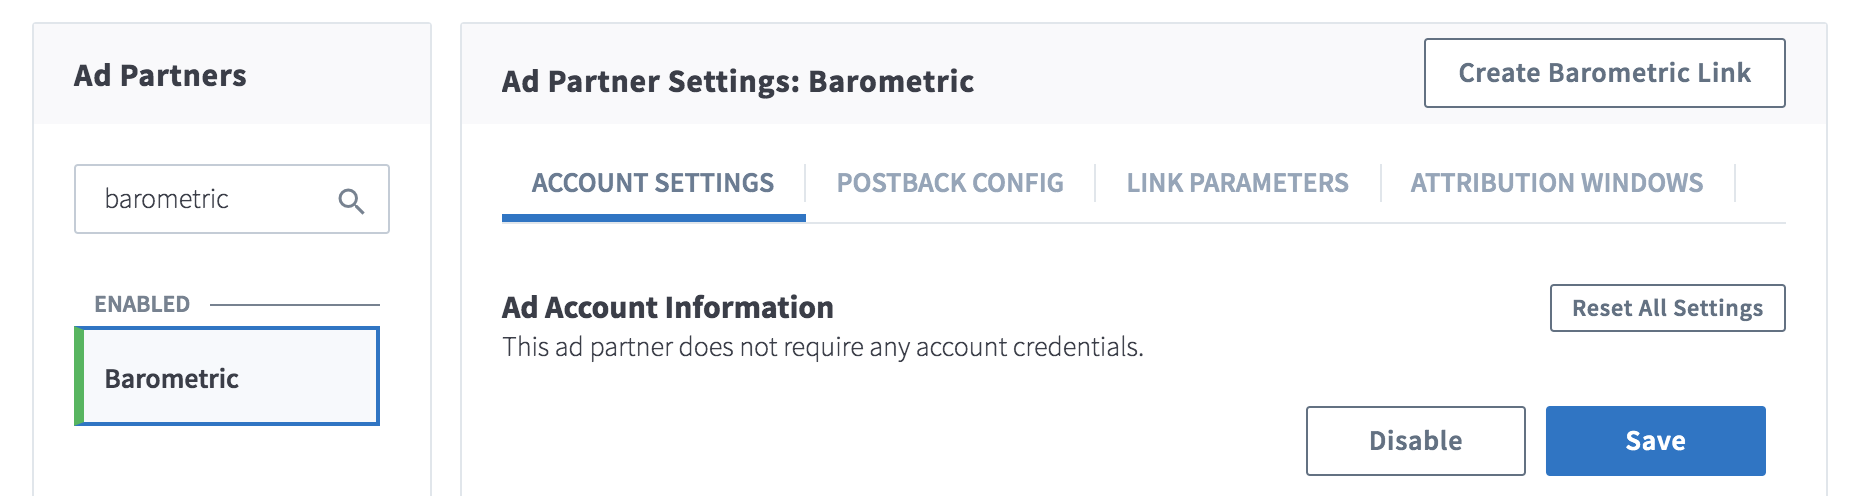 Ad Partners
barometric
ENABLED
Barometric
Ad Partner Settings: Barometric
Create Barometric Link
ACCOUNT SETTINGS
POSTBACK CONFIG
LINK PARAMETERS
ATTRIBUTION WINDOWS
Ad Account Information
Reset All Settings
This ad partner does not require any account credentials.
Disable
Save